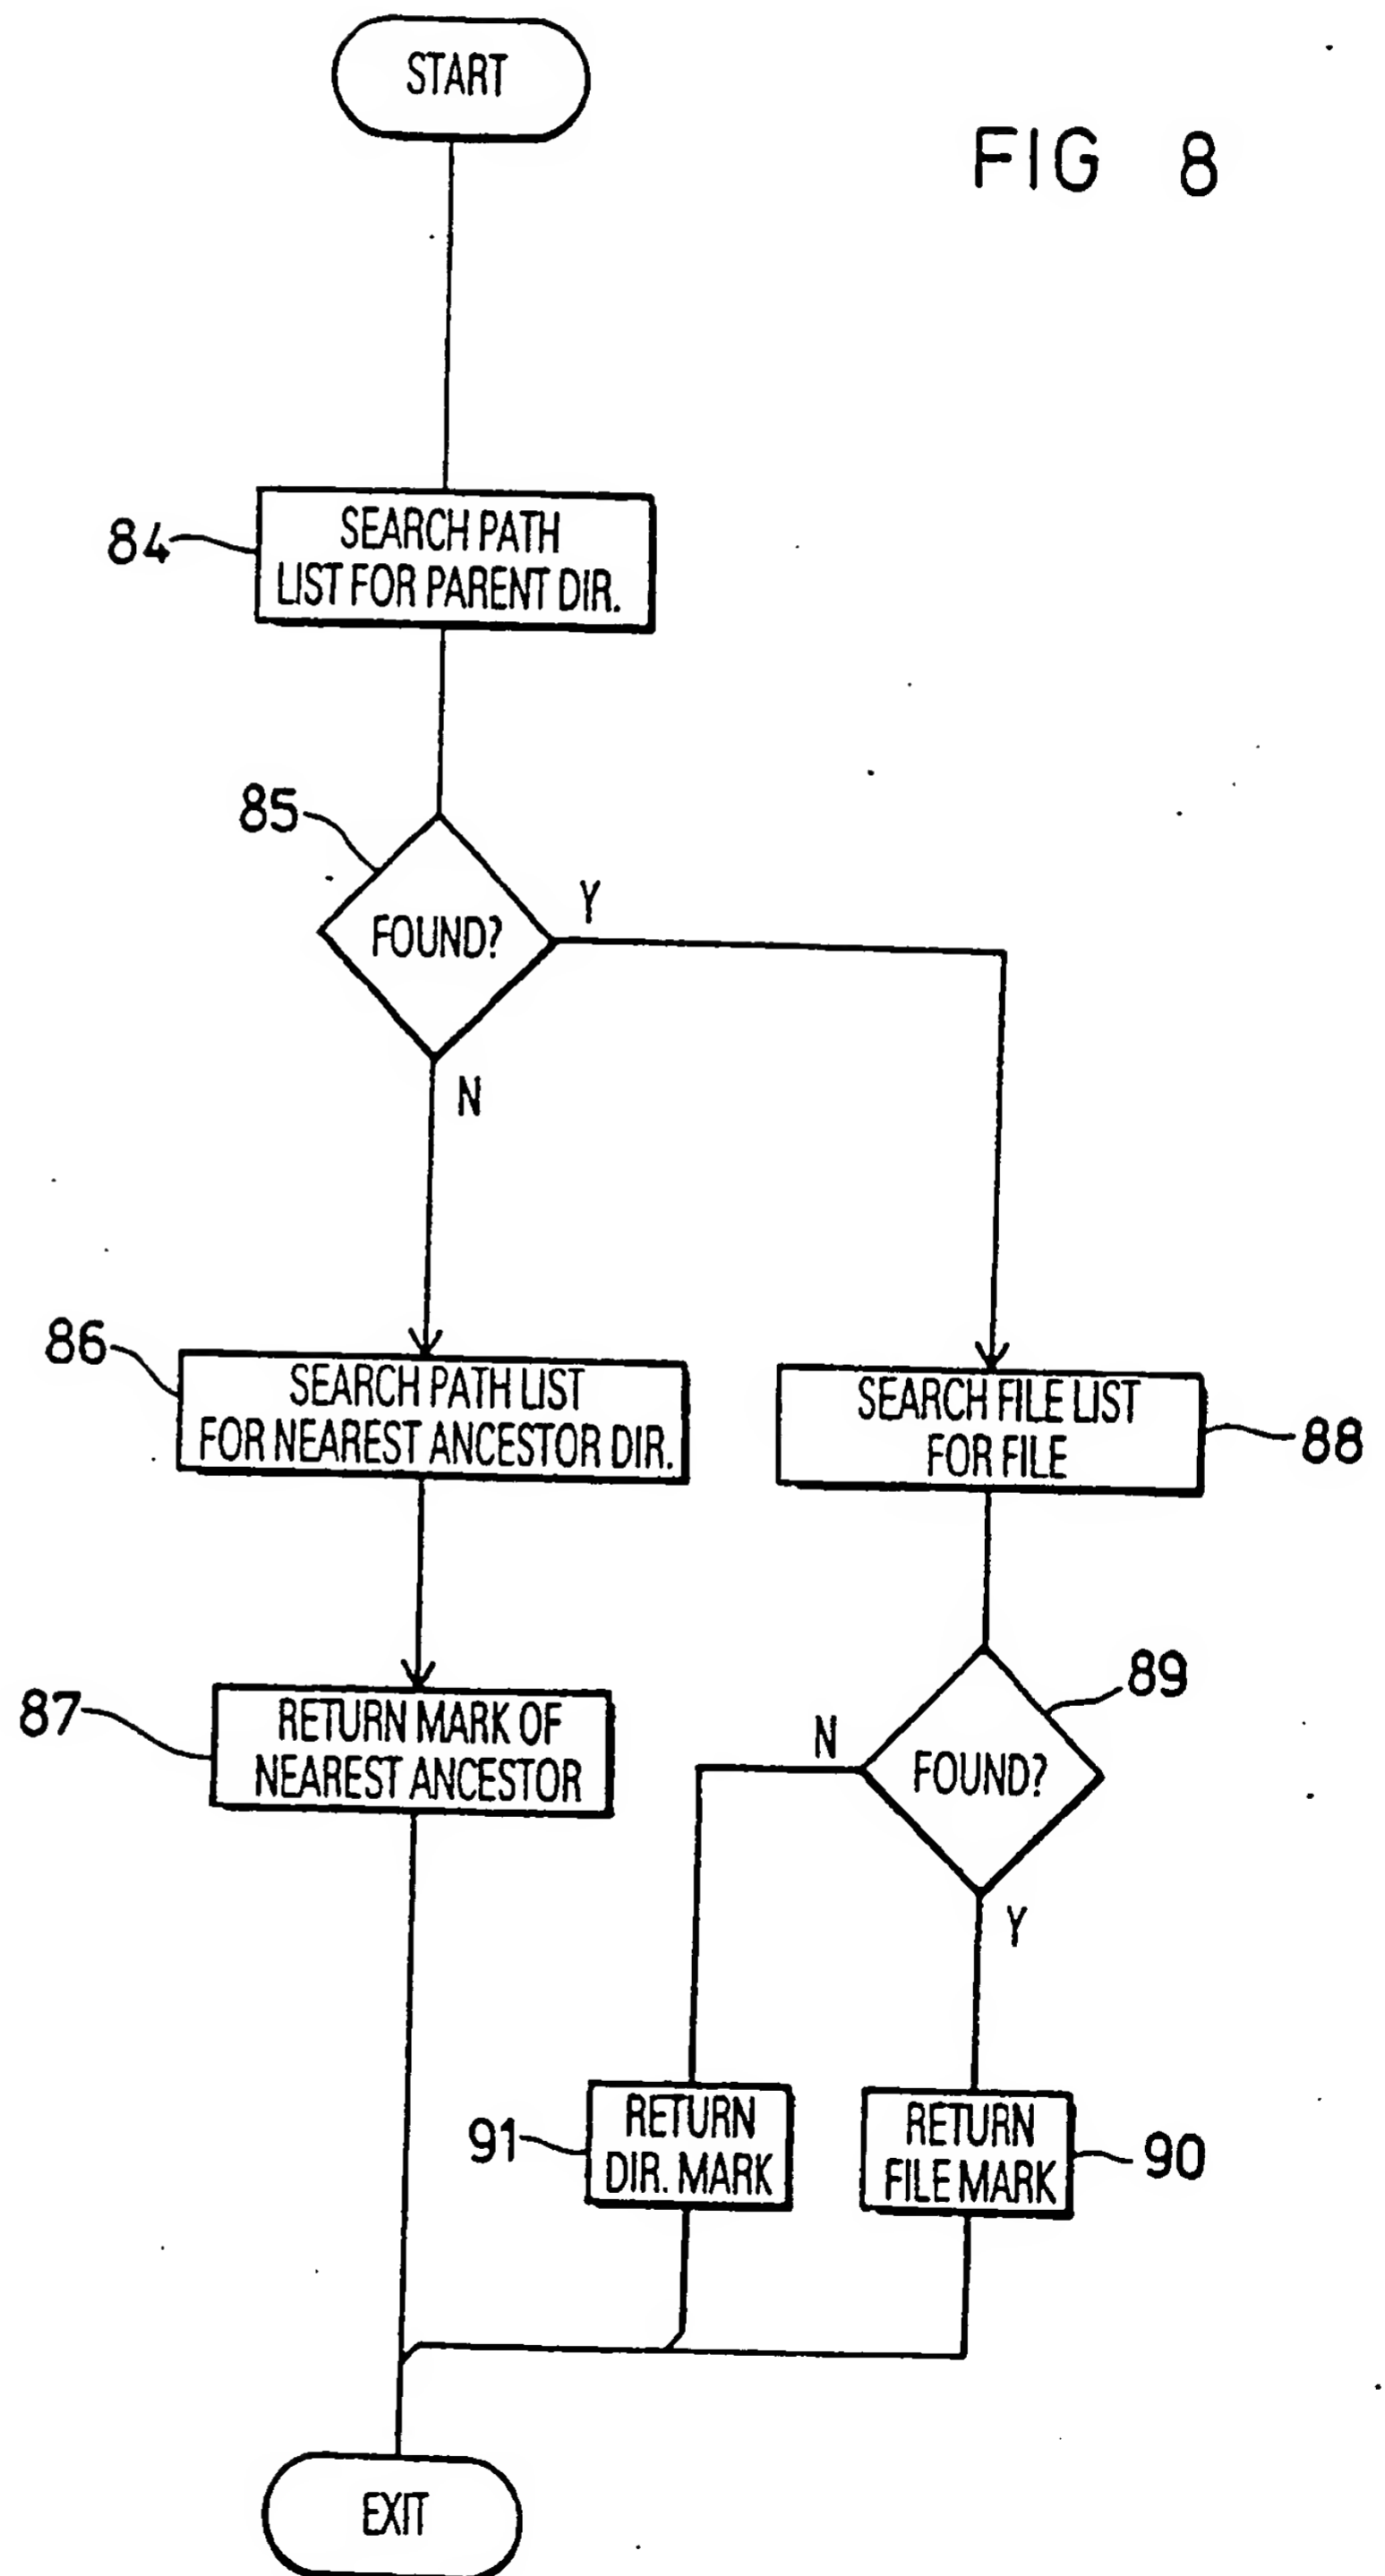 START
FIG 8
84
SEARCH PATH
LIST FOR PARENT DIR.
85
FOUND?
Y
N
86
SEARCH PATH LIST
FOR NEAREST ANCESTOR DIR.
SEARCH FILE LIST
FOR FILE
88
87
RETURN MARK OF
NEAREST ANCESTOR
89
N
FOUND?
Y
91
RETURN
DIR. MARK
RETURN
FILE MARK
90
EXIT